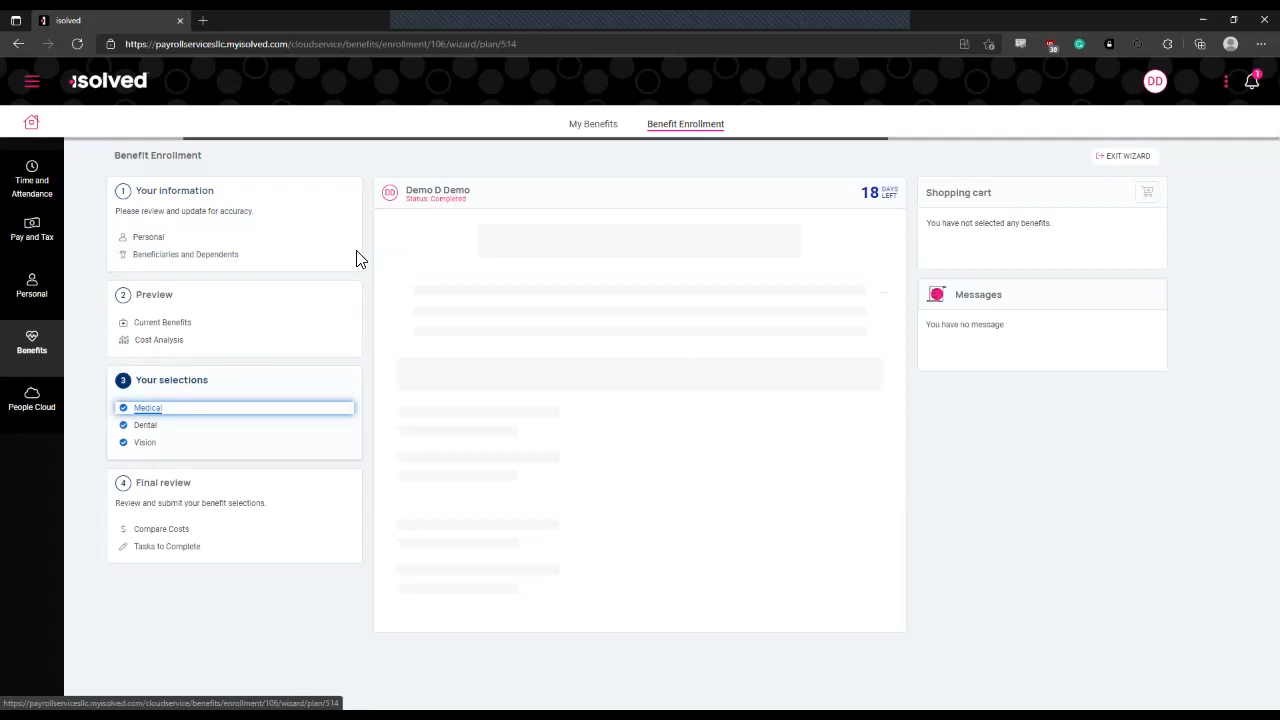 isolved
https://payrollservicesllc.myisolved.com/cloudservice/benefits/enrollment/106/wizard/plan/514
30
isolved
DD
1
My Benefits
Benefit Enrollment
Time and
Attendance
Pay and Tax
Personal
Benefits
People Cloud
Benefit Enrollment
EXIT WIZARD
1 Your information
Please review and update for accuracy.
Personal
Beneficiaries and Dependents
2 Preview
Current Benefits
Cost Analysis
3 Your selections
Medical
Dental
Vision
4 Final review
Review and submit your benefit selections.
Compare Costs
Tasks to Complete
DD
Demo D Demo
Status: Completed
18 DAYS
LEFT
Shopping cart
You have not selected any benefits.
Messages
You have no message.
https://payrollservicesllc.myisolved.com/cloudservice/benefits/enrollment/106/wizard/plan/514